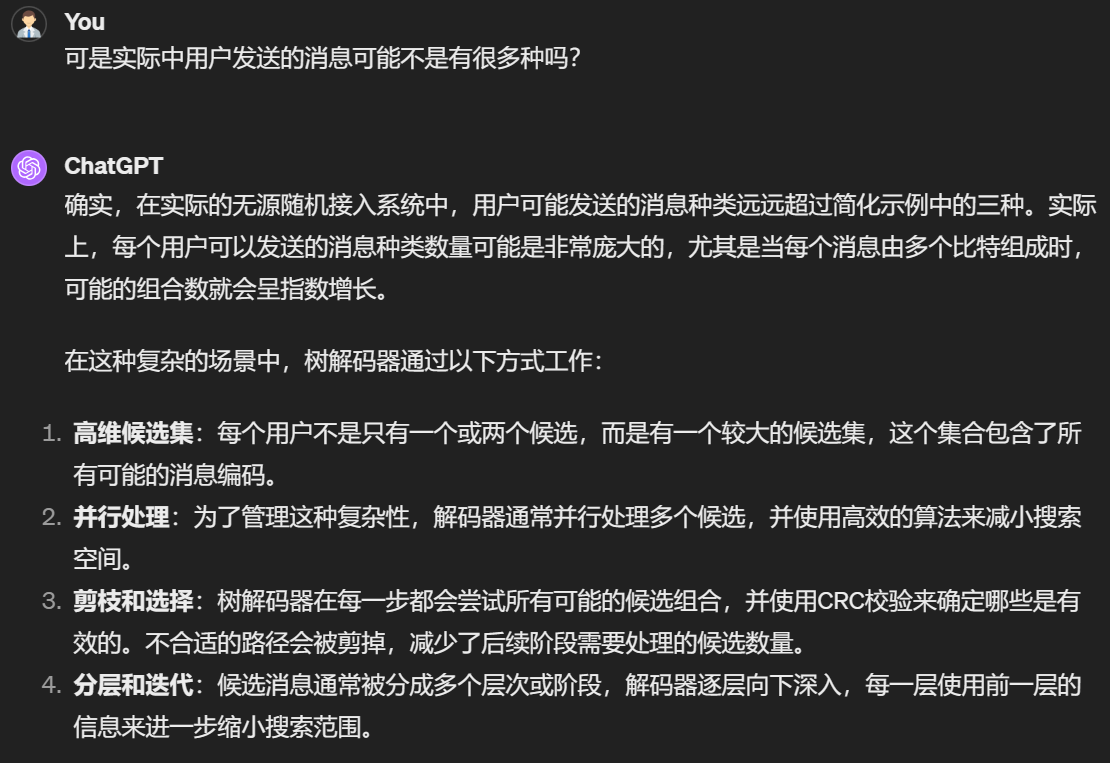 You
可是实际中用户发送的消息可能不是有很多种吗？
ChatGPT
确实，在实际的无源随机接入系统中，用户可能发送的消息种类远远超过简化示例中的三种。实际
上，每个用户可以发送的消息种类数量可能是非常庞大的，尤其是当每个消息由多个比特组成时，
可能的组合数就会呈指数增长。
在这种复杂的场景中，树解码器通过以下方式工作：
1. 高维候选集：每个用户不是只有一个或两个候选，而是有一个较大的候选集，这个集合包含了所
有可能的消息编码。
2. 并行处理：为了管理这种复杂性，解码器通常并行处理多个候选，并使用高效的算法来减小搜索
空间。
3. 剪枝和选择：树解码器在每一步都会尝试所有可能的候选组合，并使用CRC校验来确定哪些是有
效的。不合适的路径会被剪掉，减少了后续阶段需要处理的候选数量。
4. 分层和迭代：候选消息通常被分成多个层次或阶段，解码器逐层向下深入，每一层使用前一层的
信息来进一步缩小搜索范围。